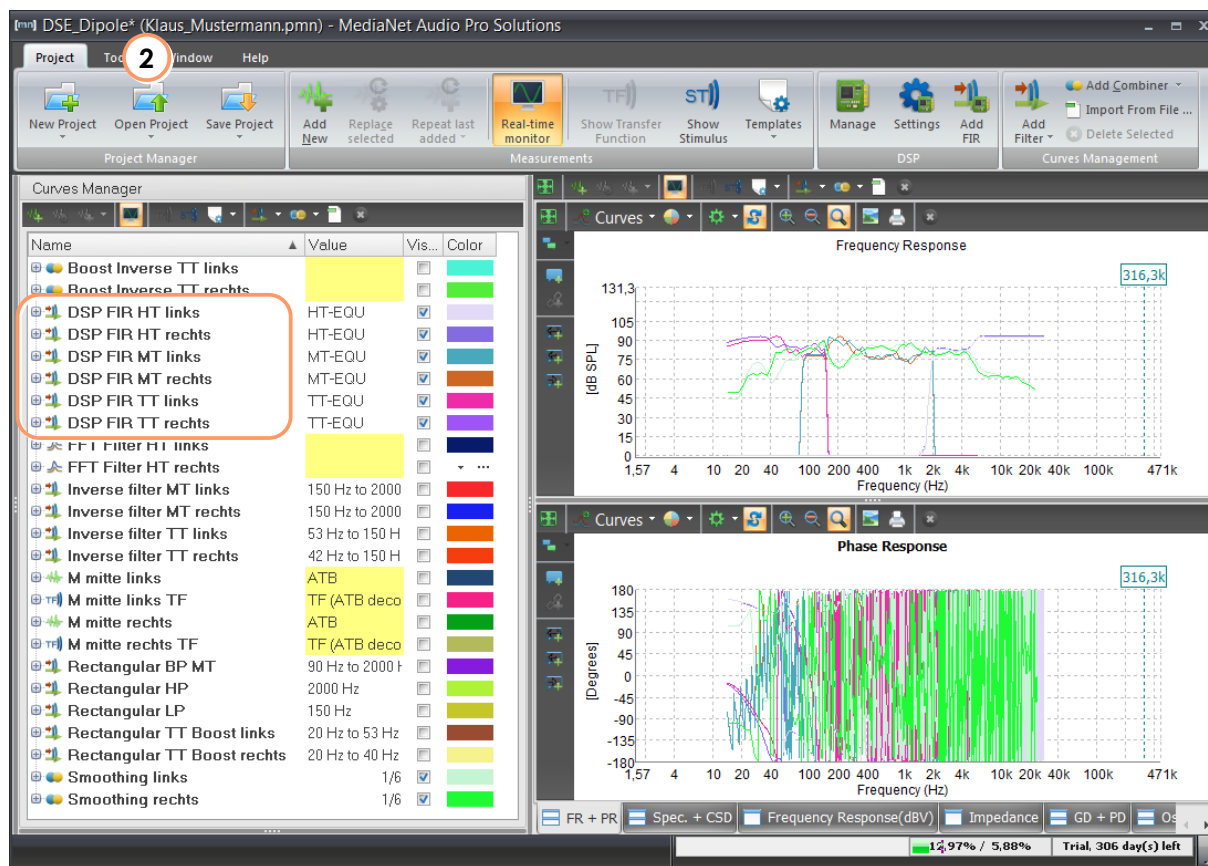 [mn] DSE_Dipole* (Klaus_Mustermann.pmn) - MediaNet Audio Pro Solutions
Project Window Help
2
New Project Open Project Save Project
Project Manager
Add New Replace selected Repeat last added Real-time monitor Show Transfer Function Show Stimulus Templates
Measurements
Manage Settings Add FIR
DSP
Add Filter Add Combiner
Import From File ...
Delete Selected
Curves Management
Curves Manager
Name Value Vis... Color
Boost Inverse TT links
Boost Inverse TT rechts
DSP FIR HT links HT-EQU
DSP FIR HT rechts HT-EQU
DSP FIR MT links MT-EQU
DSP FIR MT rechts MT-EQU
DSP FIR TT links TT-EQU
DSP FIR TT rechts TT-EQU
FFT Filter HT links
FFT Filter HT rechts
Inverse filter MT links 150 Hz to 2000
Inverse filter MT rechts 150 Hz to 2000
Inverse filter TT links 53 Hz to 150 H
Inverse filter TT rechts 42 Hz to 150 H
M mitte links ATB
M mitte links TF TF (ATB deco
M mitte rechts ATB
M mitte rechts TF TF (ATB deco
Rectangular BP MT 90 Hz to 2000 H
Rectangular HP 2000 Hz
Rectangular LP 150 Hz
Rectangular TT Boost links 20 Hz to 53 Hz
Rectangular TT Boost rechts 20 Hz to 40 Hz
Smoothing links 1/6
Smoothing rechts 1/6
Curves
Frequency Response
316,3k
131,3
105
90
75
60
45
30
15
0
[dB SPL]
1,57 4 10 20 40 100 200 400 1k 2k 4k 10k 20k 40k 100k 471k
Frequency (Hz)
Curves
Phase Response
316,3k
180
135
90
45
0
-45
-90
-135
-180
[Degrees]
1,57 4 10 20 40 100 200 400 1k 2k 4k 10k 20k 40k 100k 471k
Frequency (Hz)
FR + PR Spec. + CSD Frequency Response(dBV) Impedance GD + PD Os
97% / 5,88% Trial, 306 day(s) left